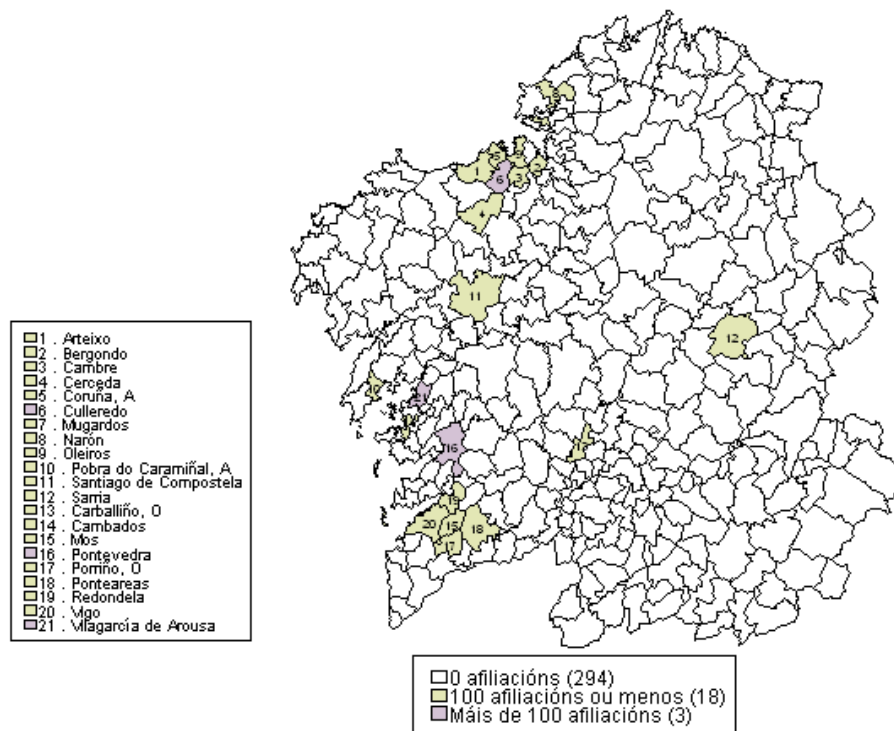 1 . Arteixo
2 . Bergondo
3 . Cambre
4 . Cerceda
5 . Coruña, A
6 . Culleredo
7 . Mugardos
8 . Narón
9 . Oleiros
10 . Pobra do Caramiñal, A
11 . Santiago de Compostela
12 . Sarria
13 . Carballiño, O
14 . Cambados
15 . Mos
16 . Pontevedra
17 . Porriño, O
18 . Ponteareas
19 . Redondela
20 . Vigo
21 . Vilagarcía de Arousa
0 afiliacións (294)
100 afiliacións ou menos (18)
Máis de 100 afiliacións (3)
1
6
3
4
11
12
16
20
15
18
17